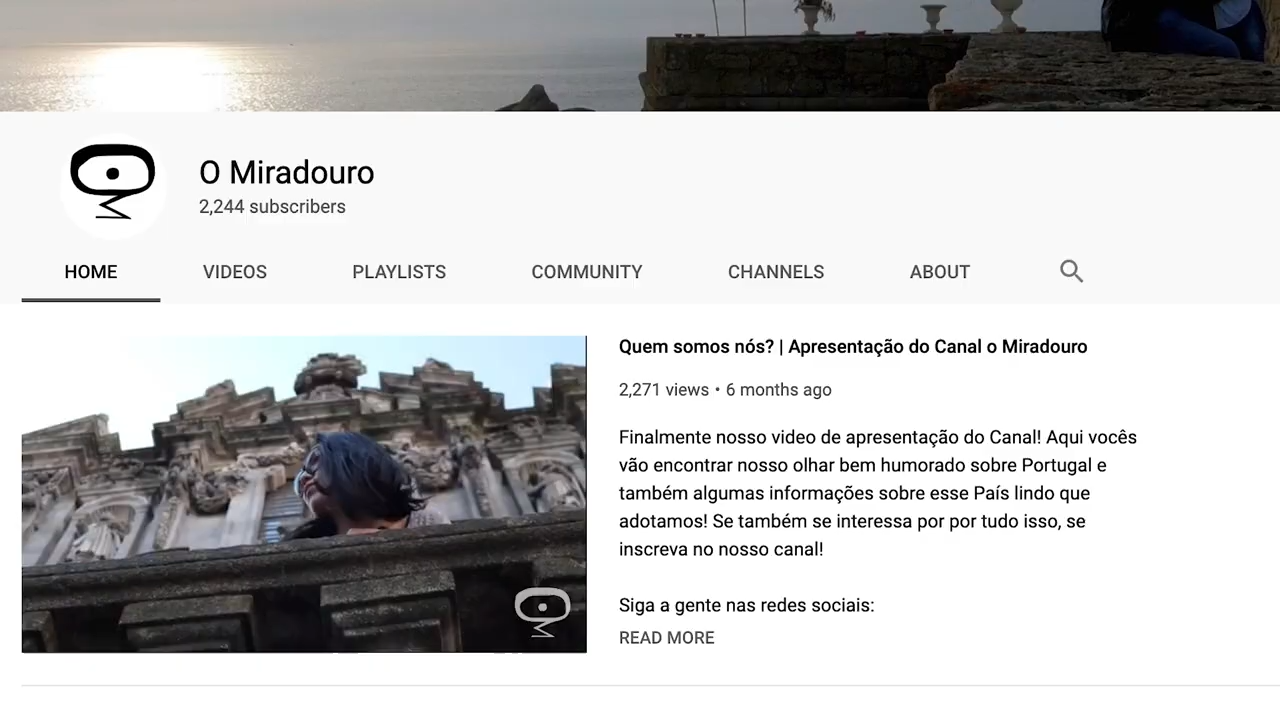 O Miradouro
2,244 subscribers
HOME VIDEOS PLAYLISTS COMMUNITY CHANNELS ABOUT
Quem somos nós? | Apresentação do Canal o Miradouro
2,271 views • 6 months ago
Finalmente nosso video de apresentação do Canal! Aqui vocês
vão encontrar nosso olhar bem humorado sobre Portugal e
também algumas informações sobre esse País lindo que
adotamos! Se também se interessa por por tudo isso, se
inscreva no nosso canal!
Siga a gente nas redes sociais:
READ MORE